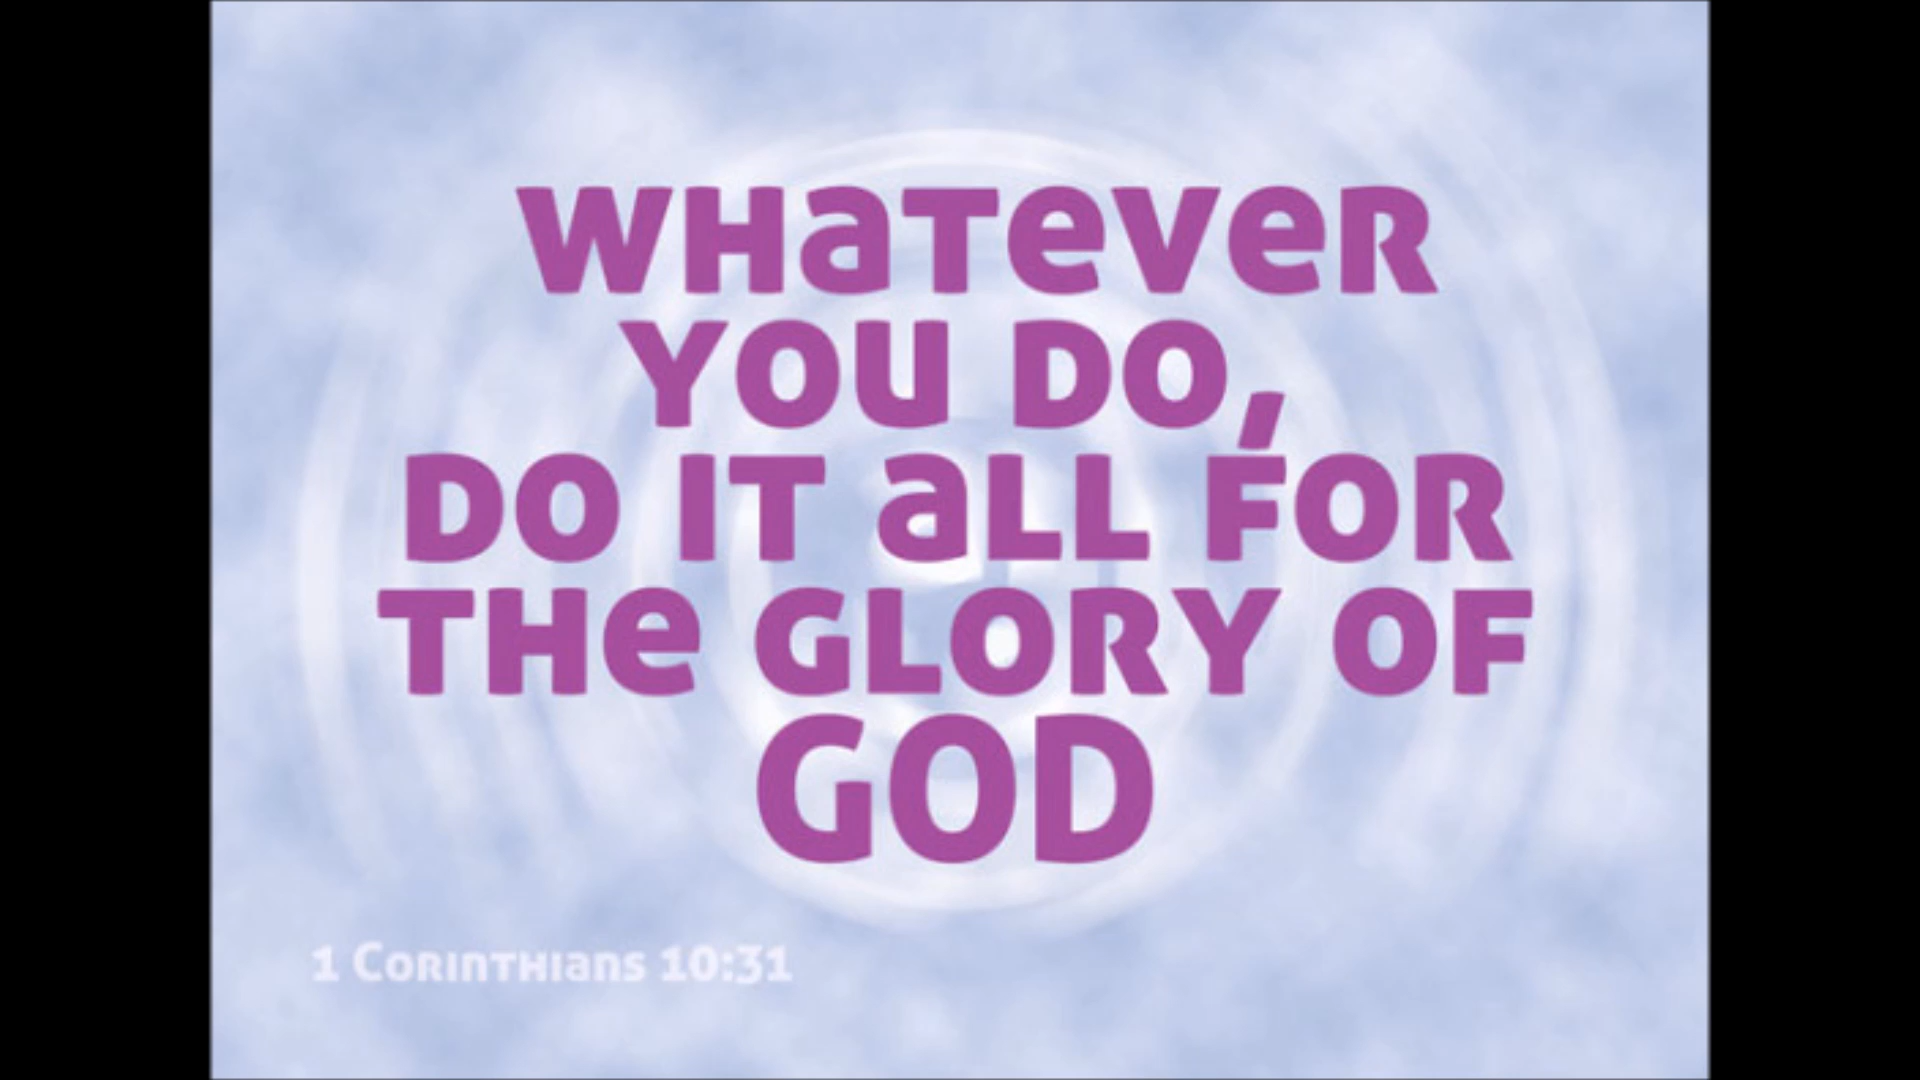 WHATEVER
YOU DO,
DO IT ALL FOR
THE GLORY OF
GOD
1 CORINTHIANS 10:31